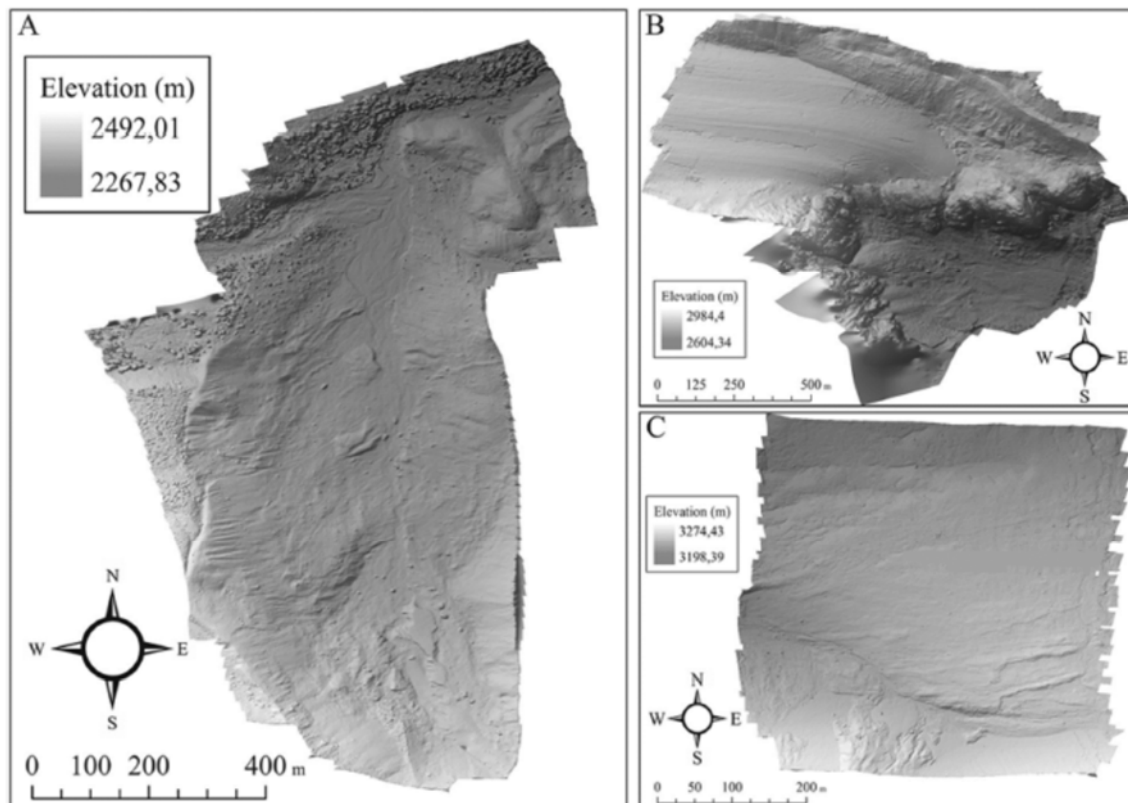 A
Elevation (m)
2492,01
2267,83
N
W E
S
0 100 200 400 m
B
Elevation (m)
2984,4
2604,34
N
W E
S
0 125 250 500 m
C
Elevation (m)
3274,43
3198,39
N
W E
S
0 50 100 200 m